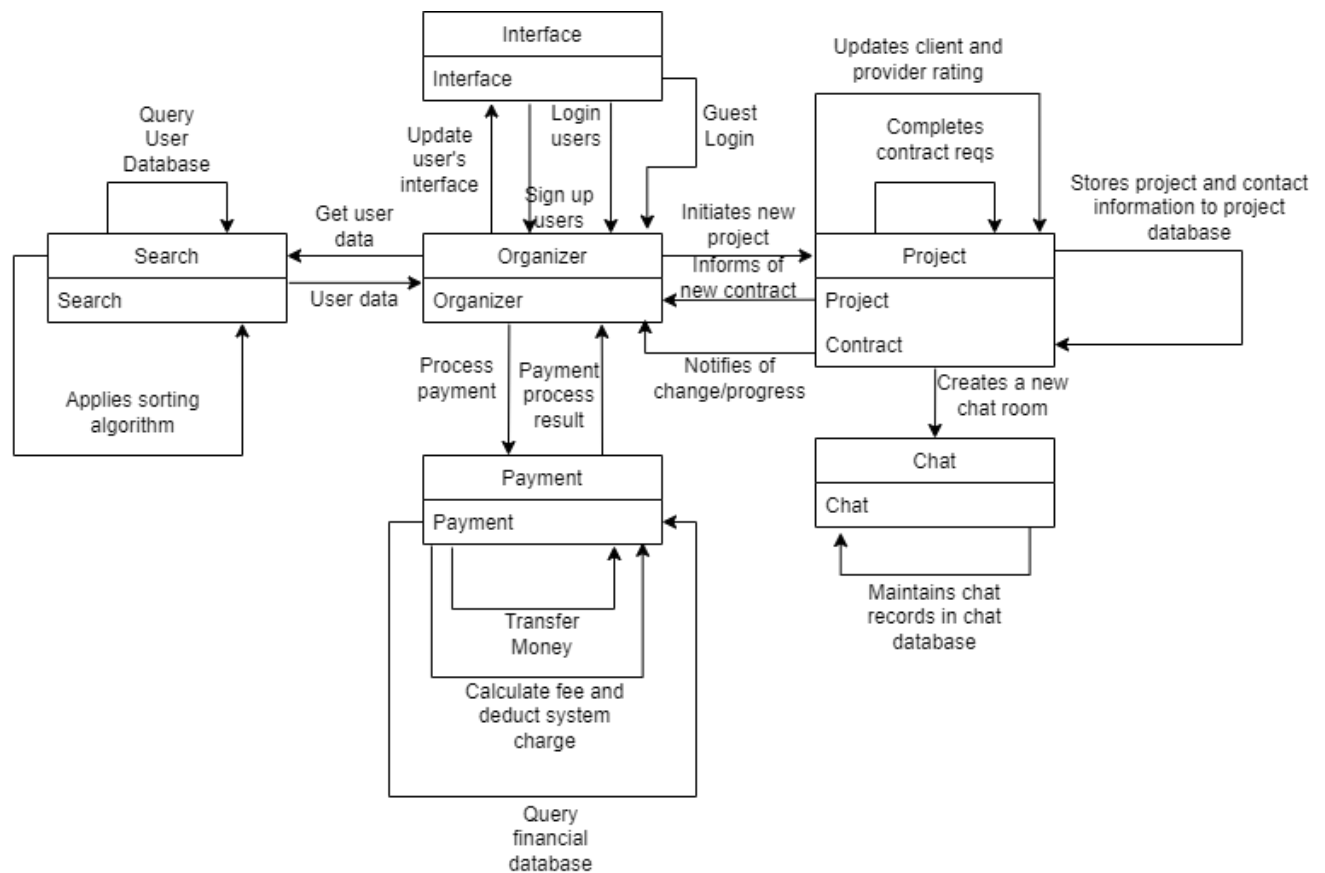 Interface
Interface
Updates client and
provider rating
Query
User
Database
Update
user's
interface
Login
users
Guest
Login
Completes
contract reqs
Sign up
users
Stores project and contact
information to project
database
Get user
data
Initiates new
project
Search
Search
Organizer
Organizer
Project
Project
Contract
User data
Informs of
new contract
Applies sorting
algorithm
Process
payment
Payment
process
result
Notifies of
change/progress
Creates a new
chat room
Payment
Payment
Chat
Chat
Transfer
Money
Maintains chat
records in chat
database
Calculate fee and
deduct system
charge
Query
financial
database